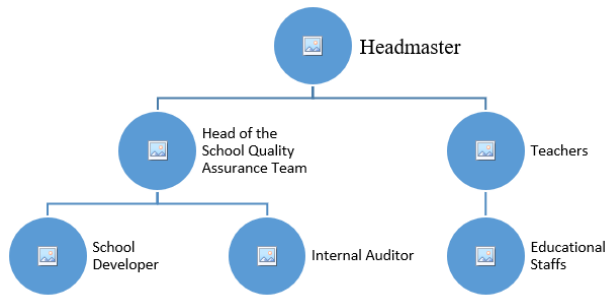 Headmaster
Head of the
School Quality
Assurance Team
Teachers
School
Developer
Internal Auditor
Educational
Staffs